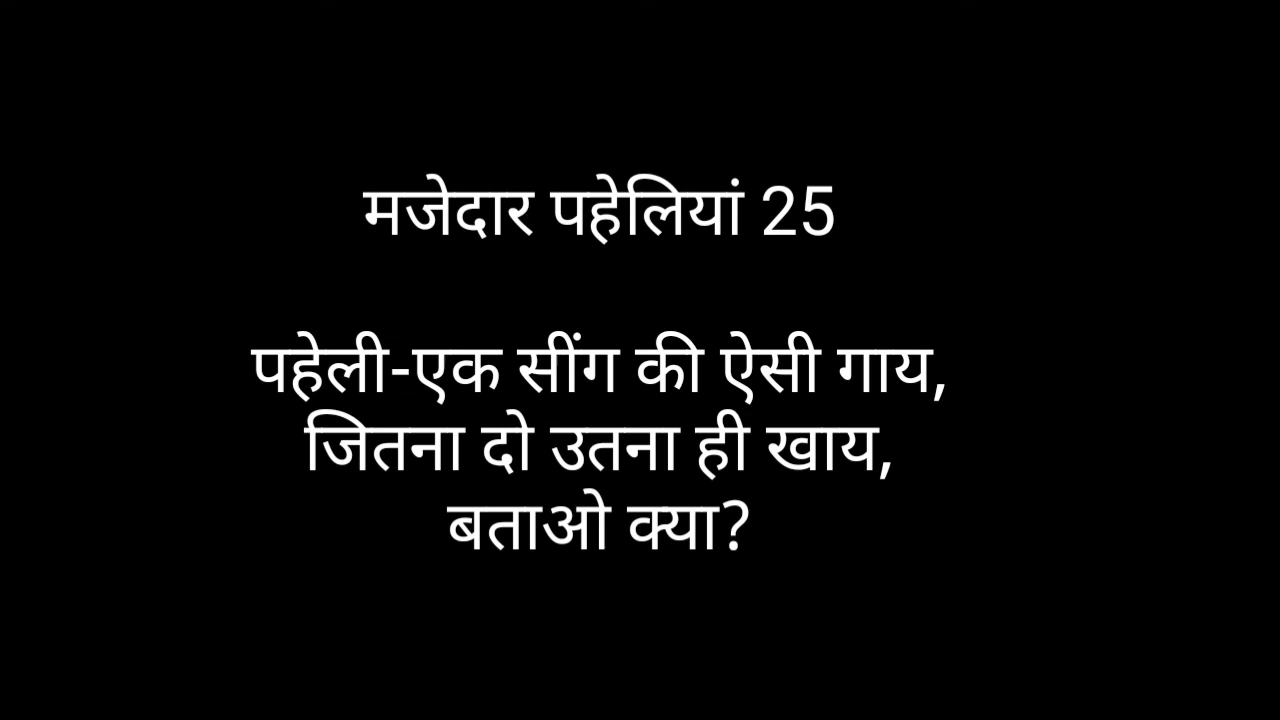 मजेदार पहेलियां 25
पहेली-एक सींग की ऐसी गाय,
जितना दो उतना ही खाय,
बताओ क्या?